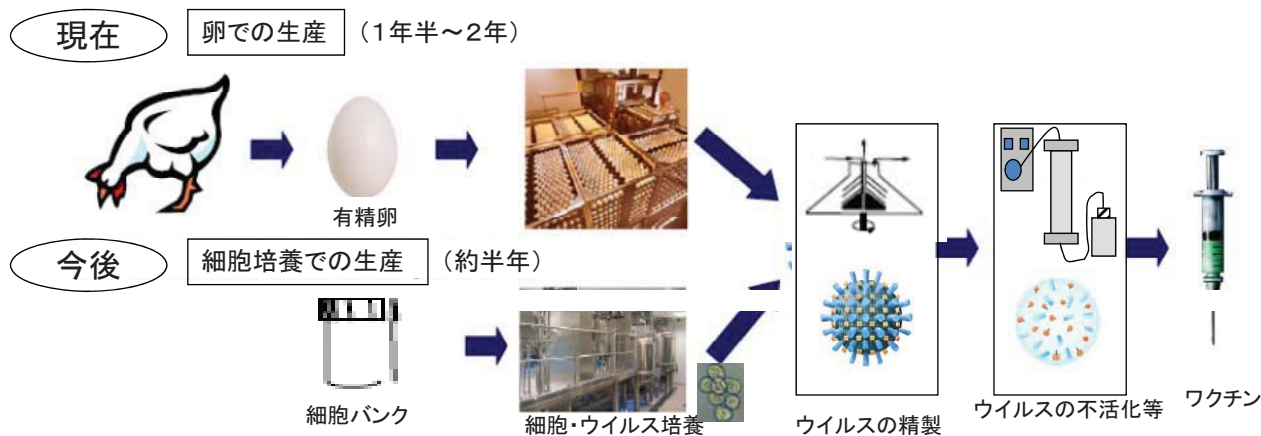 現在
卵での生産 (1年半～2年)
有精卵
今後
細胞培養での生産 (約半年)
細胞バンク
細胞・ウイルス培養
ウイルスの精製
ウイルスの不活化等
ワクチン